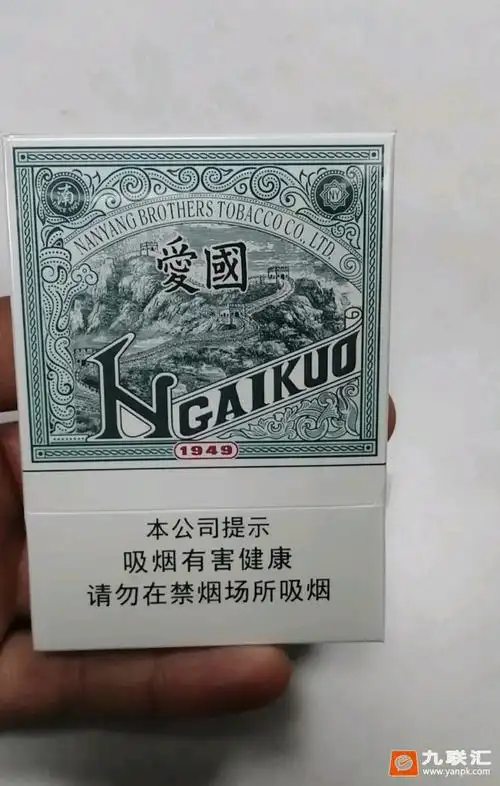 南
NANYANG BROTHERS TOBACCO CO., LTD.
愛國
NGAIKUO
1949
本公司提示
吸烟有害健康
请勿在禁烟场所吸烟
九联汇
www.yanpk.com